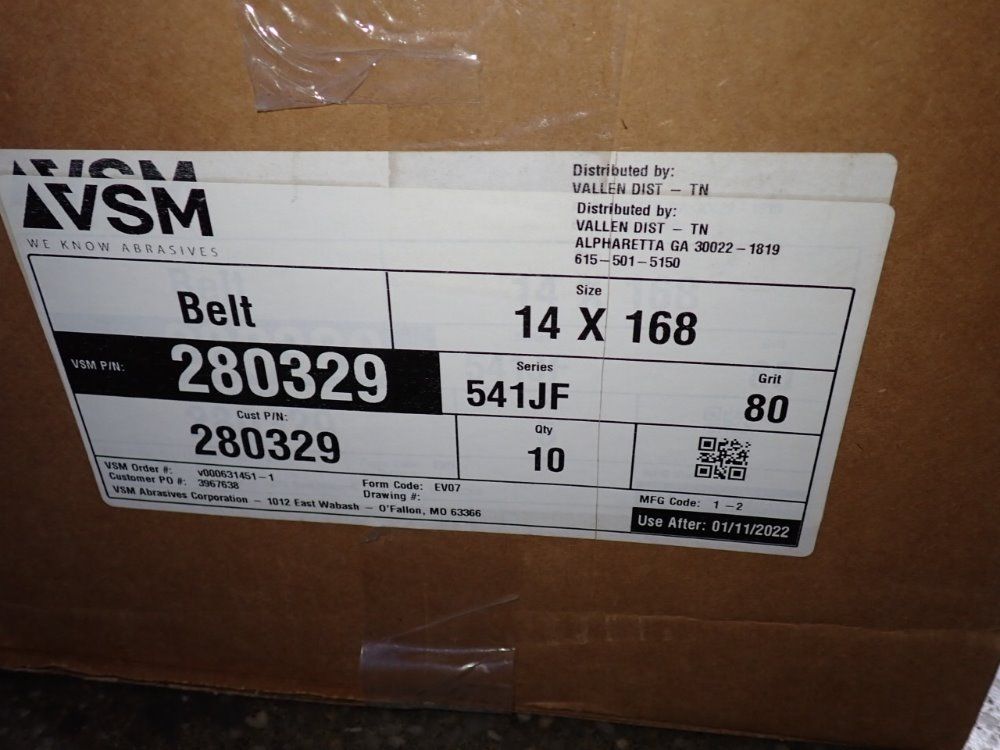 VSM
Distributed by:
VALLEN DIST – TN
VSM
WE KNOW ABRASIVES
Distributed by:
VALLEN DIST – TN
ALPHARETTA GA 30022 – 1819
615–501–5150
Belt
Size
14 X 168
VSM P/N:
280329
Series
541JF
Grit
80
Cust P/N:
280329
Qty
10
VSM Order #: v000631451–1
Customer PO #: 3967638
Form Code: EV07
Drawing #:
VSM Abrasives Corporation – 1012 East Wabash – O'Fallon, MO 63366
MFG Code: 1 –2
Use After: 01/11/2022